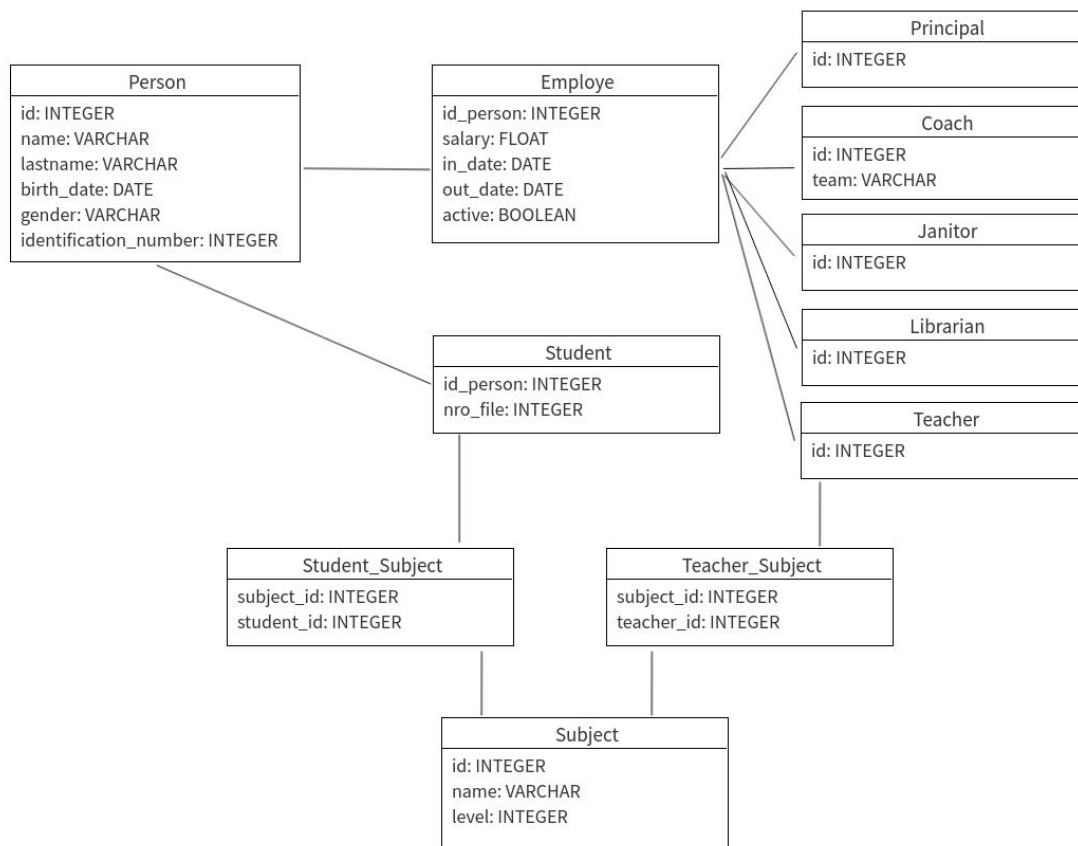 Person
id: INTEGER
name: VARCHAR
lastname: VARCHAR
birth_date: DATE
gender: VARCHAR
identification_number: INTEGER
Employe
id_person: INTEGER
salary: FLOAT
in_date: DATE
out_date: DATE
active: BOOLEAN
Principal
id: INTEGER
Coach
id: INTEGER
team: VARCHAR
Janitor
id: INTEGER
Librarian
id: INTEGER
Teacher
id: INTEGER
Student
id_person: INTEGER
nro_file: INTEGER
Student_Subject
subject_id: INTEGER
student_id: INTEGER
Teacher_Subject
subject_id: INTEGER
teacher_id: INTEGER
Subject
id: INTEGER
name: VARCHAR
level: INTEGER